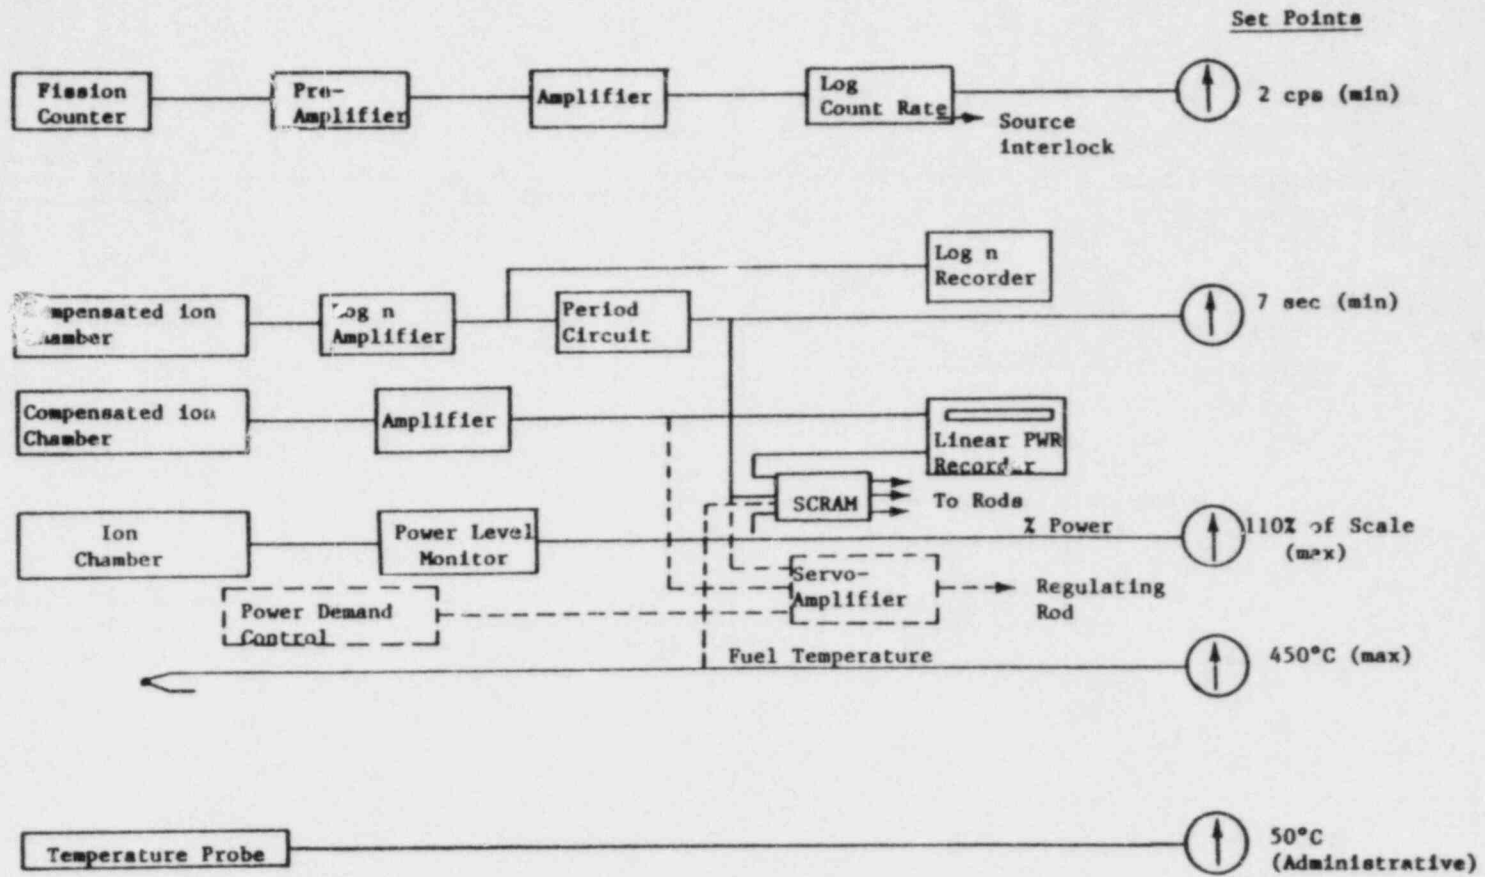 Set Points
Fission
Counter
Pre-
Amplifier
Amplifier
Log
Count Rate
Source
interlock
2 cps (min)
Log n
Recorder
Chamber
Log n
Amplifier
Period
Circuit
7 sec (min)
Compensated ion
Chamber
Amplifier
Linear PWR
Recorder
SCRAM
To Rods
Ion
Chamber
Power Level
Monitor
% Power
110% of Scale
(max)
Power Demand
Control
Servo-
Amplifier
Regulating
Rod
Fuel Temperature
450°C (max)
Temperature Probe
50°C
(Administrative)